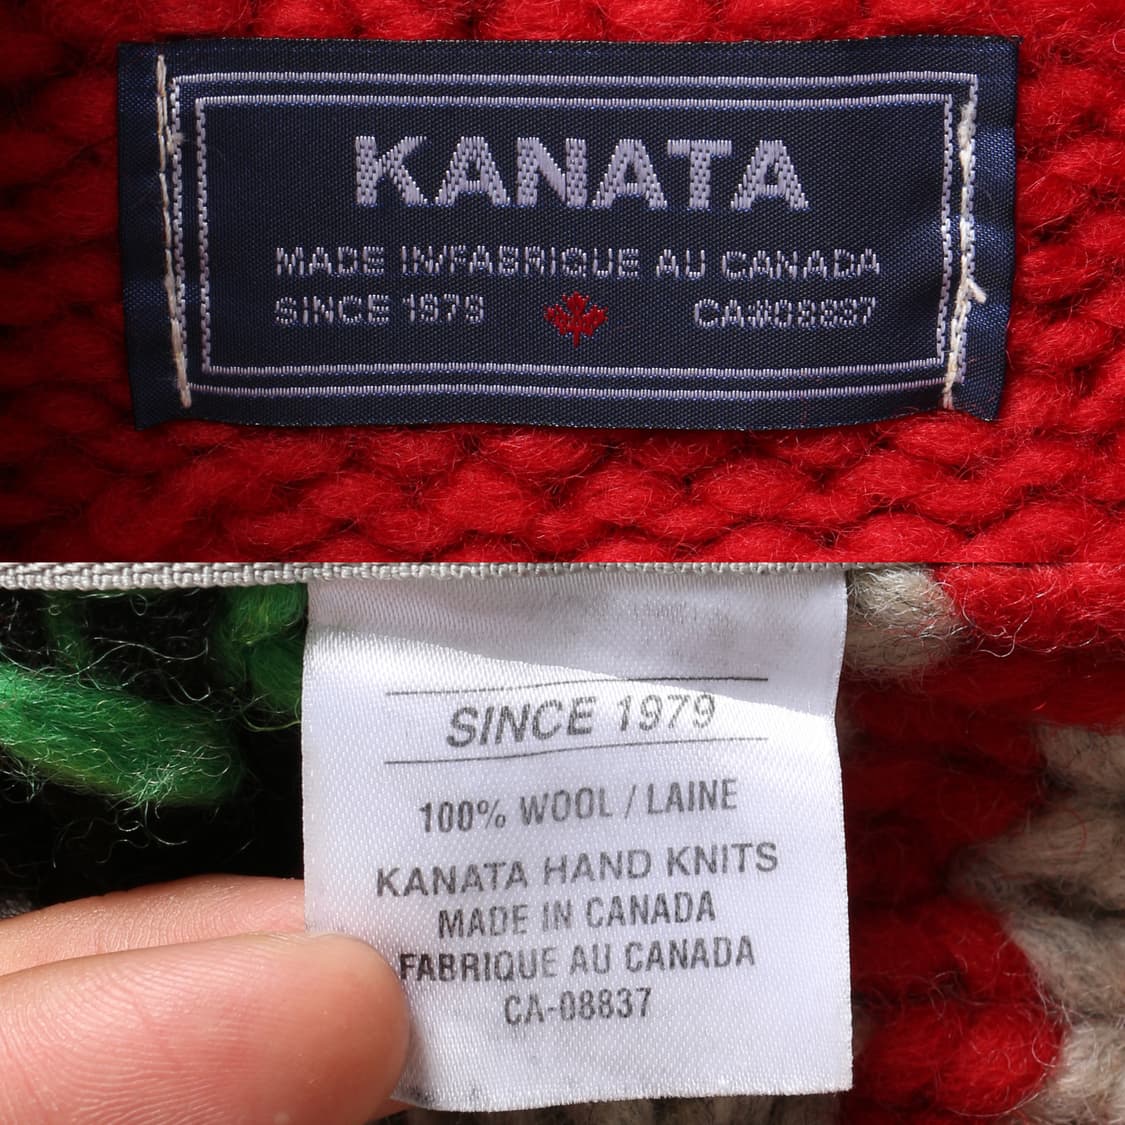 KANATA
MADE IN/FABRIQUE AU CANADA
SINCE 1979 CA#08837
SINCE 1979
100% WOOL / LAINE
KANATA HAND KNITS
MADE IN CANADA
FABRIQUE AU CANADA
CA-08837